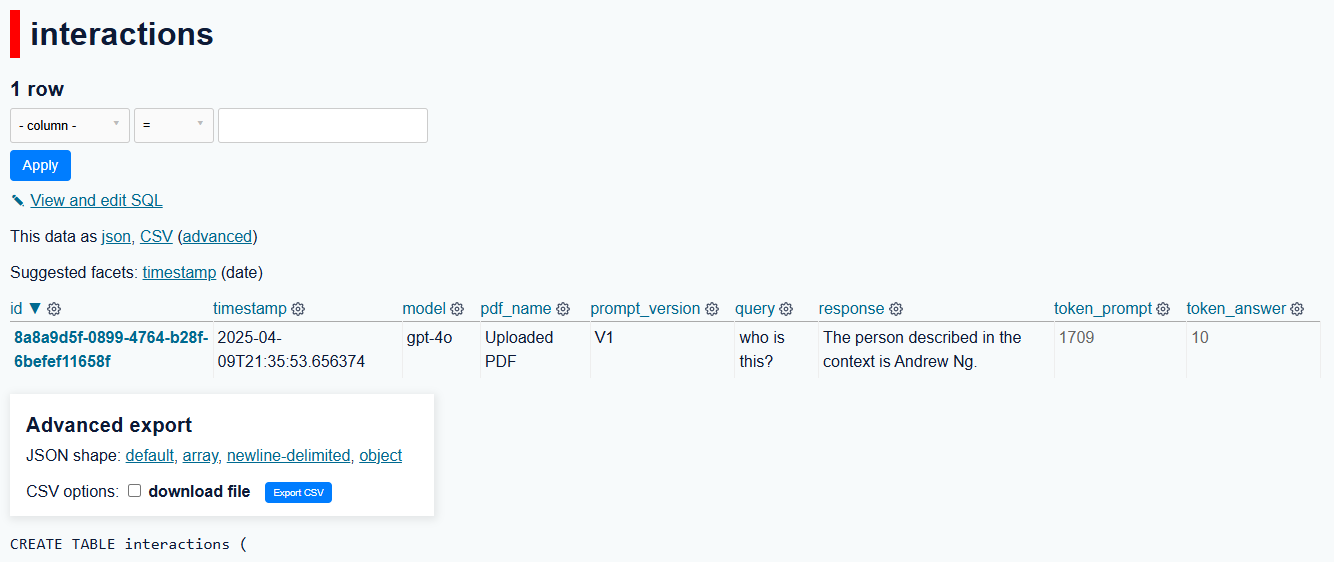 interactions
1 row
- column - =
Apply
View and edit SQL
This data as json, CSV (advanced)
Suggested facets: timestamp (date)
id ▼ timestamp model pdf_name prompt_version query response token_prompt token_answer
8a8a9d5f-0899-4764-b28f- 2025-04- gpt-4o Uploaded V1 who is The person described in the 1709 10
6befef11658f 09T21:35:53.656374 PDF this? context is Andrew Ng.
Advanced export
JSON shape: default, array, newline-delimited, object
CSV options: download file Export CSV
CREATE TABLE interactions (